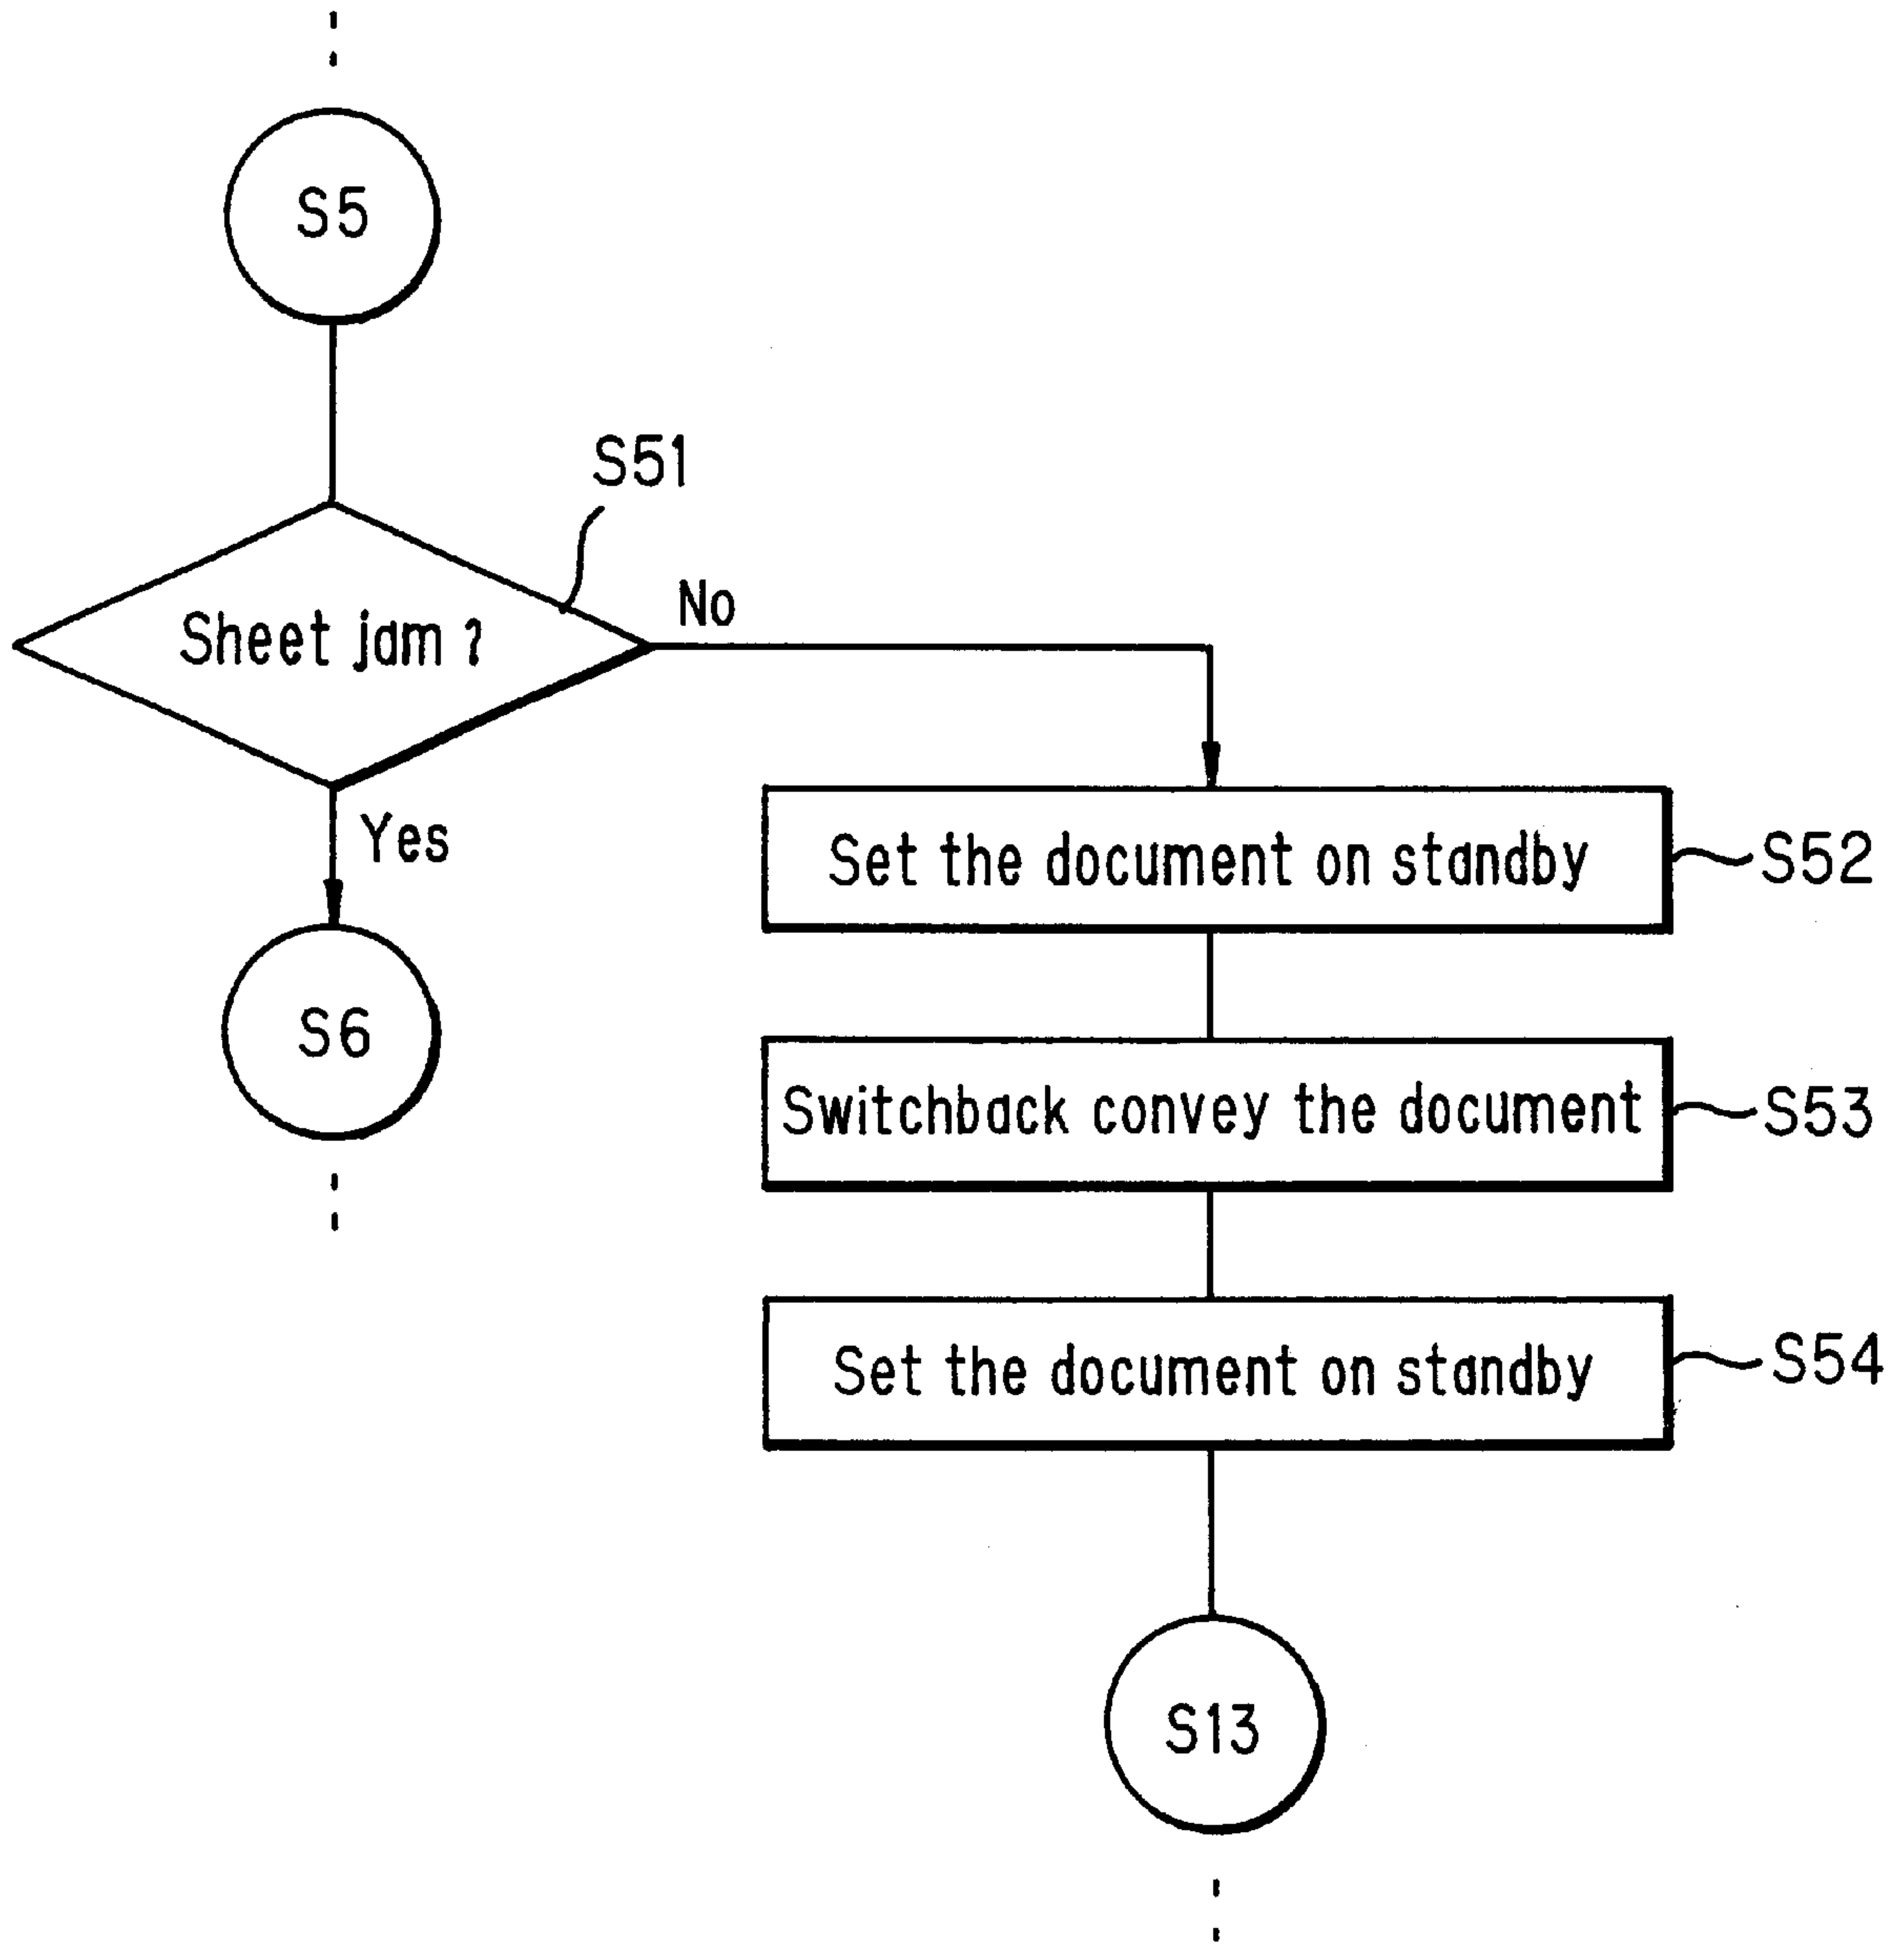 S5
S51
Sheet jam ?
No
Yes
Set the document on standby
S52
S6
Switchback convey the document
S53
Set the document on standby
S54
S13